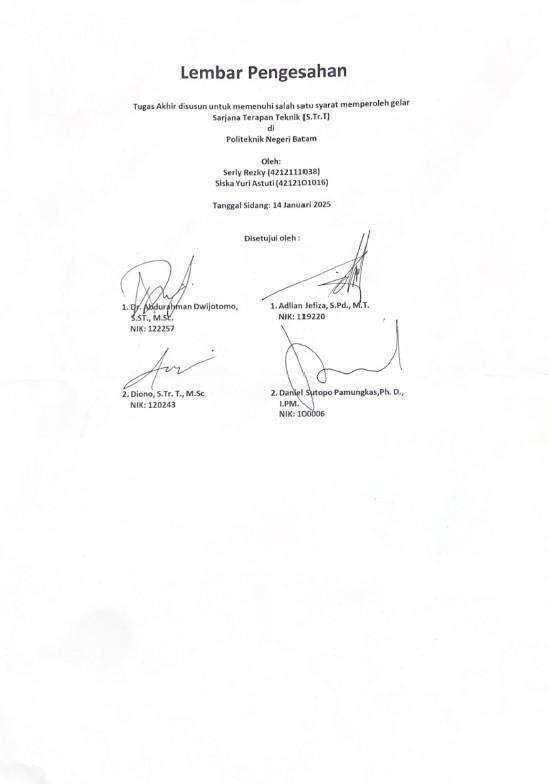 Lembar Pengesahan
Tugas Akhir disusun untuk memenuhi salah satu syarat memperoleh gelar
Sarjana Terapan Teknik (S.Tr.T)
di
Politeknik Negeri Batam
Oleh:
Serly Rezky (4212111038)
Siska Yuri Astuti (4212101016)
Tanggal Sidang: 14 Januari 2025
Disetujui oleh :
1. Dr. Abdurahman Dwijotomo,
S.ST., M.Sc.
NIK: 122257
1. Adlian Jefiza, S.Pd., M.T.
NIK: 119220
2. Diono, S.Tr. T., M.Sc
NIK: 120243
2. Daniel Sutopo Pamungkas,Ph. D.,
I.PM.
NIK: 100006